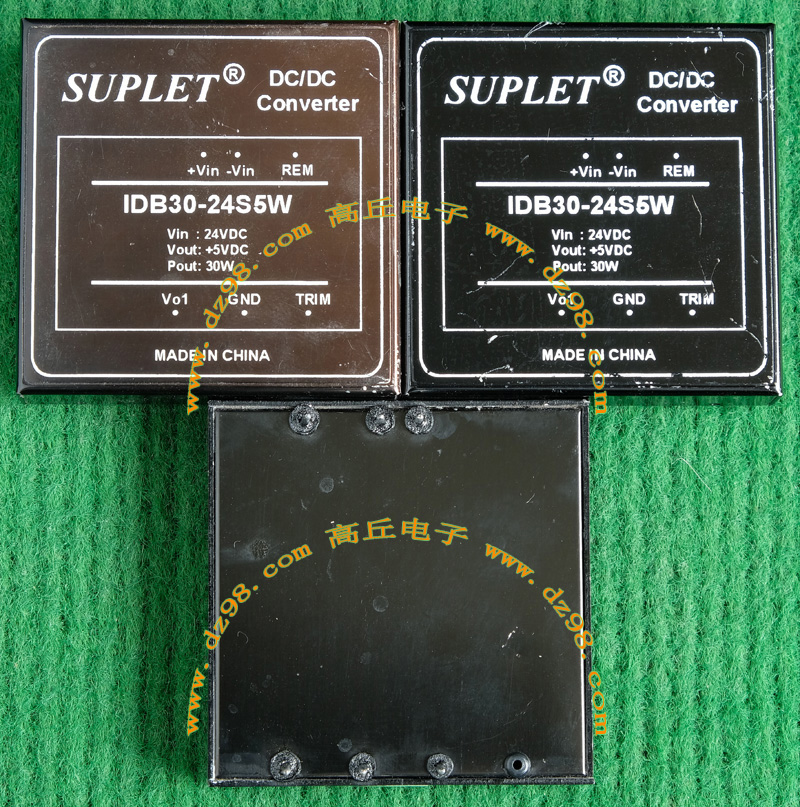 SUPLET® DC/DC
Converter
+Vin -Vin REM
IDB30-24S5W
Vin : 24VDC
Vout: +5VDC
Pout: 30W
Vo1 GND TRIM
MADE IN CHINA
SUPLET® DC/DC
Converter
+Vin -Vin REM
IDB30-24S5W
Vin : 24VDC
Vout: +5VDC
Pout: 30W
Vo1 GND TRIM
MADE IN CHINA
www.dz98.com 高丘电子 www.dz98.com
www.dz98.com 高丘电子 www.dz98.com